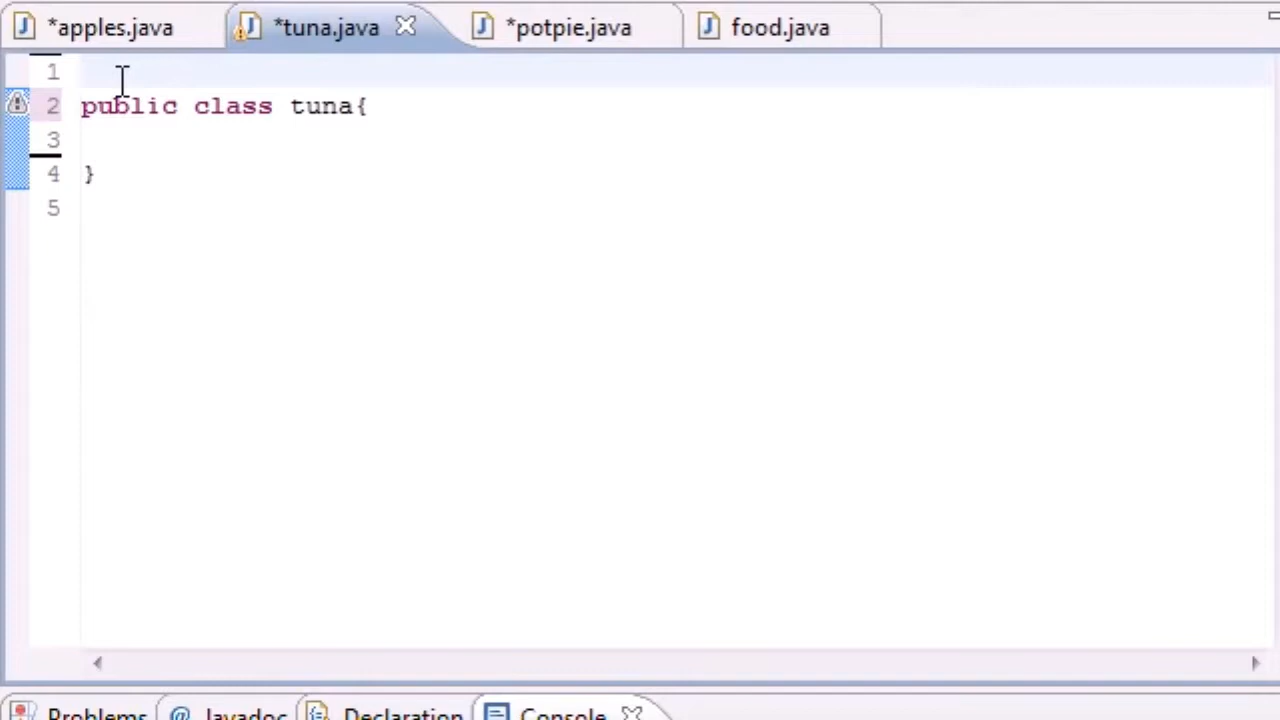 *apples.java *tuna.java *potpie.java food.java
1
2 public class tuna{
3
4 }
5
Problems @ Javadoc Declaration Console